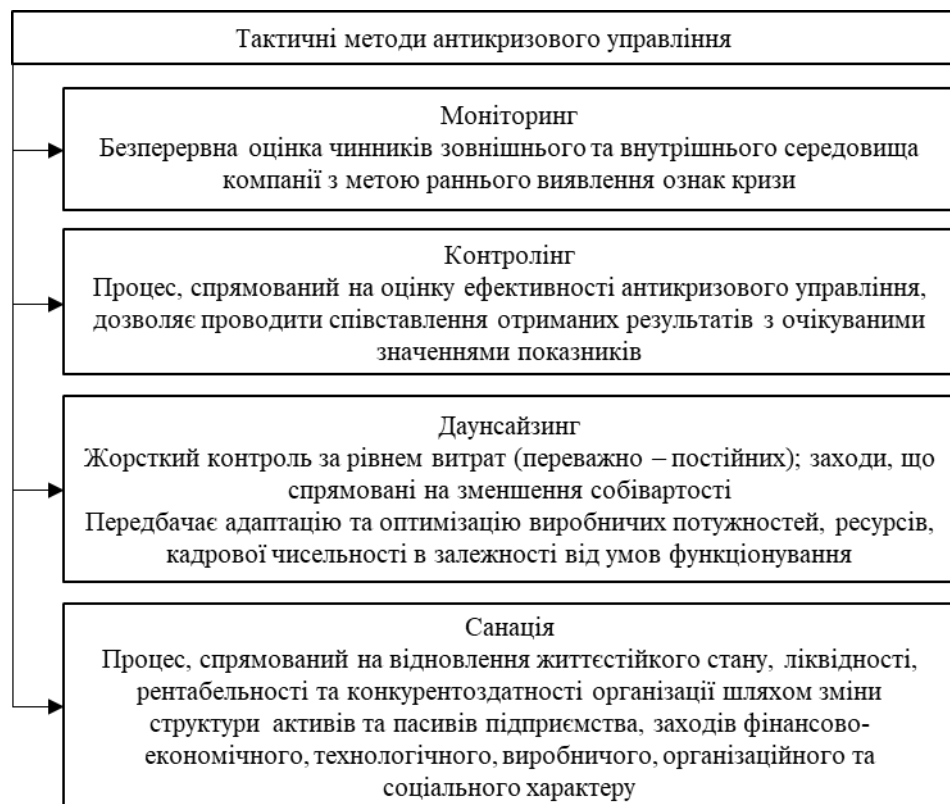 Тактичні методи антикризового управління
Моніторинг
Безперервна оцінка чинників зовнішнього та внутрішнього середовища
компанії з метою раннього виявлення ознак кризи
Контролінг
Процес, спрямований на оцінку ефективності антикризового управління,
дозволяє проводити співставлення отриманих результатів з очікуваними
значеннями показників
Даунсайзинг
Жорсткий контроль за рівнем витрат (переважно – постійних); заходи, що
спрямовані на зменшення собівартості
Передбачає адаптацію та оптимізацію виробничих потужностей, ресурсів,
кадрової чисельності в залежності від умов функціонування
Санація
Процес, спрямований на відновлення життєстійкого стану, ліквідності,
рентабельності та конкурентоздатності організації шляхом зміни
структури активів та пасивів підприємства, заходів фінансово-
економічного, технологічного, виробничого, організаційного та
соціального характеру